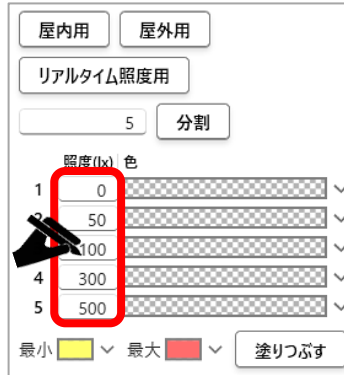 屋内用 屋外用
リアルタイム照度用
5 分割
照度(lx) 色
1 0
2 50
100
4 300
5 500
最小 最大 塗りつぶす